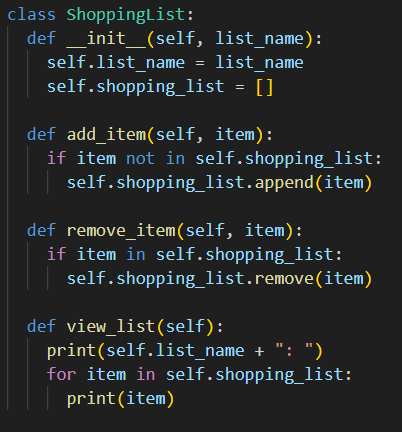 class ShoppingList:
  def __init__(self, list_name):
    self.list_name = list_name
    self.shopping_list = []

  def add_item(self, item):
    if item not in self.shopping_list:
      self.shopping_list.append(item)

  def remove_item(self, item):
    if item in self.shopping_list:
      self.shopping_list.remove(item)

  def view_list(self):
    print(self.list_name + ": ")
    for item in self.shopping_list:
      print(item)